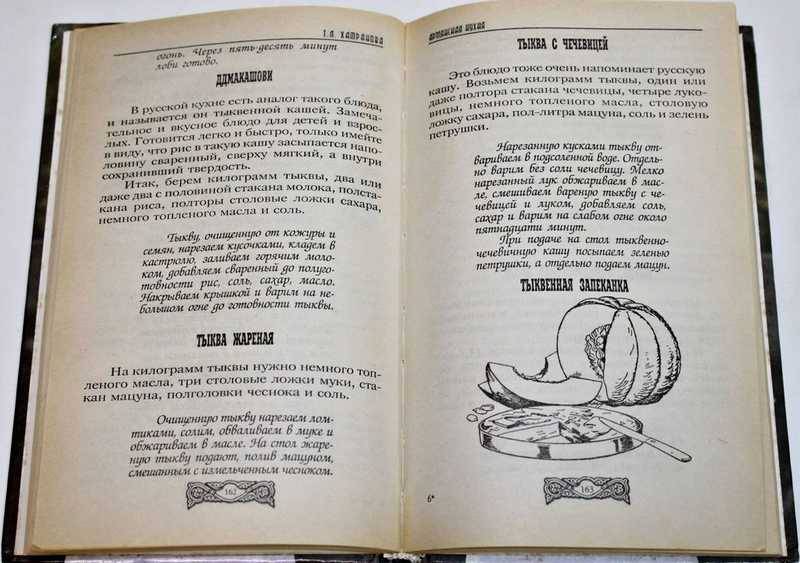 огонь. Через пять-десять минут
лови готово.
ДДМАКАШОВИ
В русской кухне есть аналог такого блюда,
и называется он тыквенной кашей. Замеча-
тельное и вкусное блюдо для детей и взрос-
лых. Готовится легко и быстро, только имейте
в виду, что рис в такую кашу засыпается напо-
ловину сваренный, сверху мягкий, а внутри
сохранивший твердость.
Итак, берем килограмм тыквы, два или
даже два с половиной стакана молока, полста-
кана риса, полторы столовые ложки сахара,
немного топленого масла и соль.
Тыкву, очищенную от кожуры и
семян, нарезаем кусочками, кладем в
кастрюлю, заливаем горячим моло-
ком, добавляем сваренный до полуго-
товности рис, соль, сахар, масло.
Накрываем крышкой и варим на не-
большом огне до готовности тыквы.
ТЫКВА ЖАРЕНАЯ
На килограмм тыквы нужно немного топ-
леного масла, три столовые ложки муки, ста-
кан мацуна, полголовки чеснока и соль.
Очищенную тыкву нарезаем лом-
тиками, солим, обваливаем в муке и
обжариваем в масле. На стол жаре-
ную тыкву подают, полив мацуном,
смешанным с измельченным чесноком.
162
АРМЯНСКАЯ КУХНЯ
ТЫКВА С ЧЕЧЕВИЦЕЙ
Это блюдо тоже очень напоминает русскую
кашу. Возьмем килограмм тыквы, один или
даже полтора стакана чечевицы, четыре луко-
вицы, немного топленого масла, столовую
ложку сахара, пол-литра мацуна, соль и зелень
петрушки.
Нарезанную кусками тыкву от-
вариваем в подсоленной воде. Отдель-
но варим без соли чечевицу. Мелко
нарезанный лук обжариваем в мас-
ле, смешиваем вареную тыкву с че-
чевицей и луком, добавляем соль,
сахар и варим на слабом огне около
пятнадцати минут.
При подаче на стол тыквенно-
чечевичную кашу посыпаем зеленью
петрушки, а отдельно подаем мацун.
ТЫКВЕННАЯ ЗАПЕКАНКА
6*
163